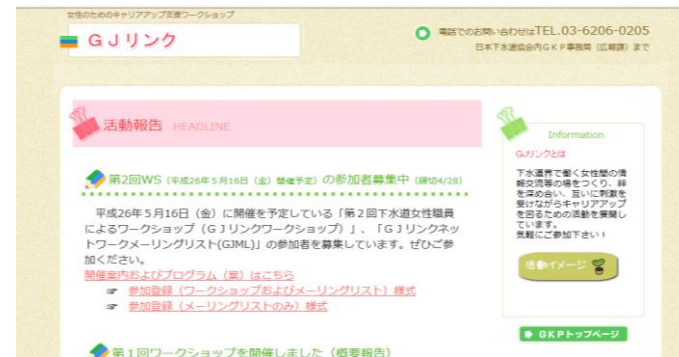 女性のためのキャリアアップ支援ワークショップ
GJリンク
電話でのお問い合わせはTEL.03-6206-0205
日本下水道協会内GKP事務局（広報課）まで
活動報告 HEADLINE
第2回WS（平成26年5月16日（金）開催予定）の参加者募集中（締切4/28）
平成26年5月16日（金）に開催を予定している「第2回下水道女性職員
によるワークショップ（GJリンクワークショップ）」、「GJリンクネッ
トワークメーリングリスト(GJML)」の参加者を募集しています。ぜひご参
加ください。
開催案内およびプログラム（案）はこちら
☞ 参加登録（ワークショップおよびメーリングリスト）様式
☞ 参加登録（メーリングリストのみ）様式
第1回ワークショップを開催しました（概要報告）
Information
GJリンクとは
下水道界で働く女性間の情
報交流等の場をつくり、絆
を深め合い、互いに刺激を
受けながらキャリアアップ
を図るための活動を展開し
ています。
気軽にご参加下さい！
活動イメージ
GKPトップページ